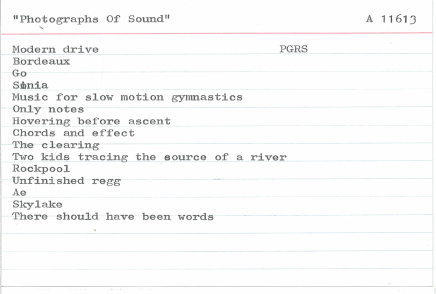 "Photographs Of Sound" A 11613
Modern drive PGRS
Bordeaux
Go
Sonia
Music for slow motion gymnastics
Only notes
Hovering before ascent
Chords and effect
The clearing
Two kids tracing the source of a river
Rockpool
Unfinished regg
Ae
Skylake
There should have been words